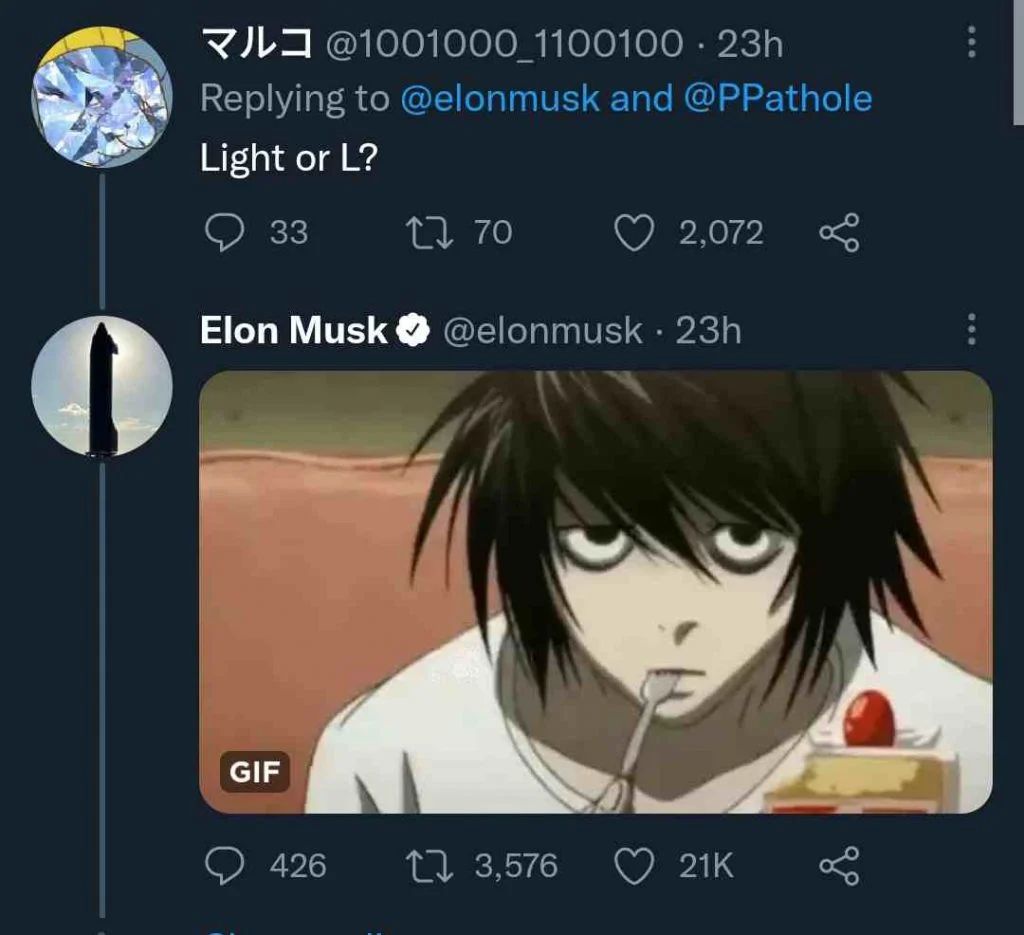 マルコ @1001000_1100100 · 23h
Replying to @elonmusk and @PPathole
Light or L?
33 70 2,072
Elon Musk @elonmusk · 23h
GIF
426 3,576 21K